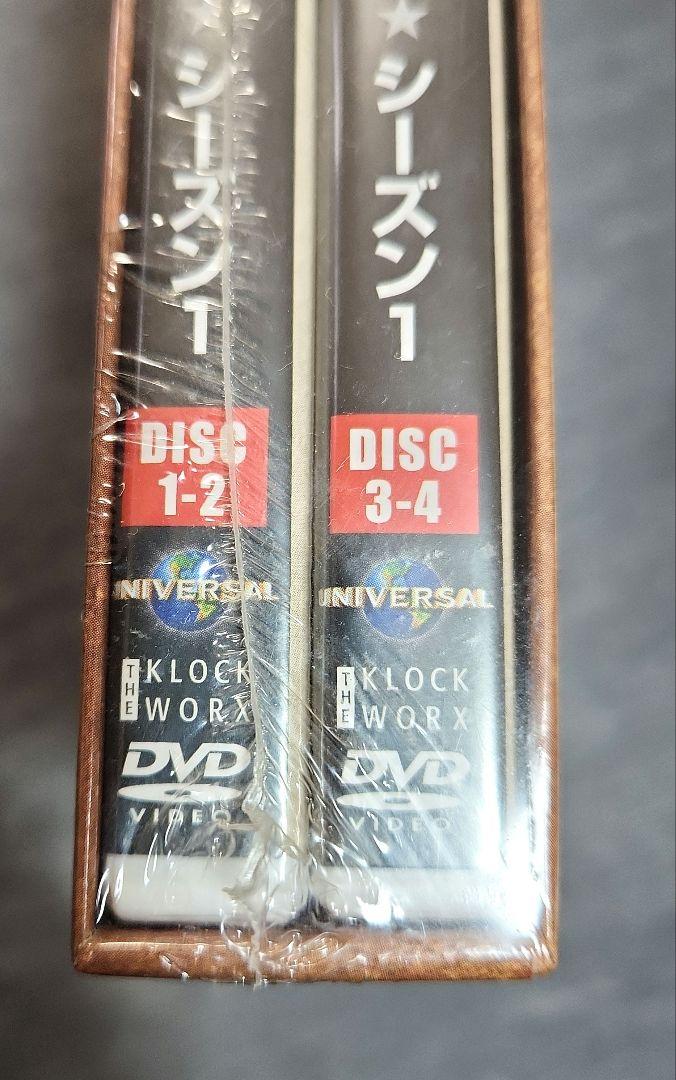 ★シーズン1
DISC
1-2
UNIVERSAL
THE
KLOCK
WORX
DVD
VIDEO
★シーズン1
DISC
3-4
UNIVERSAL
THE
KLOCK
WORX
DVD
VIDEO